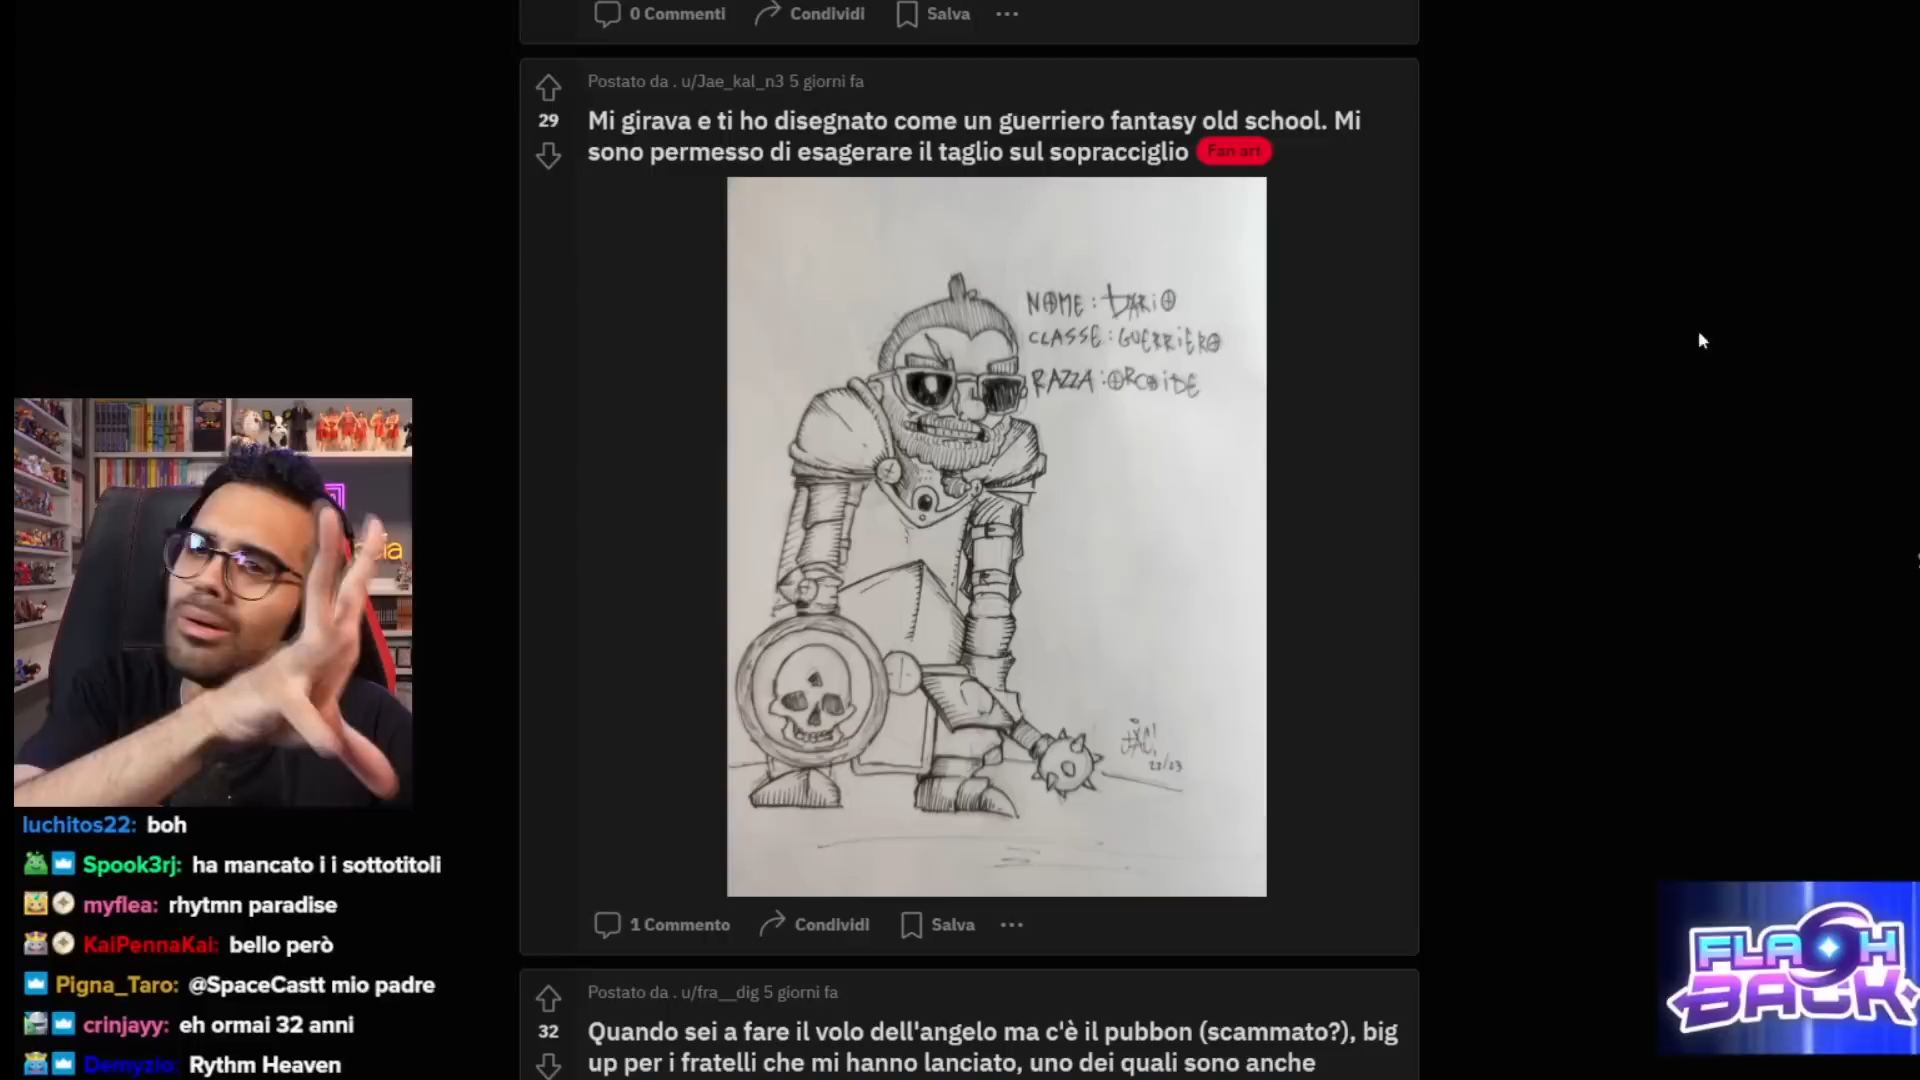 0 Commenti
Condividi
Salva
Postato da . u/Jae_kal_n3 5 giorni fa
29
Mi girava e ti ho disegnato come un guerriero fantasy old school. Mi
sono permesso di esagerare il taglio sul sopracciglio Fan art
NOME: DARIO
CLASSE: GUERRIERO
RAZZA: ORCOIDE
JAC!
23/23
1 Commento
Condividi
Salva
Postato da . u/fra__dig 5 giorni fa
32
Quando sei a fare il volo dell'angelo ma c'è il pubbon (scammato?), big
up per i fratelli che mi hanno lanciato, uno dei quali sono anche
luchitos22: boh
Spook3rj: ha mancato i i sottotitoli
myflea: rhytmn paradise
KaiPennaKai: bello però
Pigna_Taro: @SpaceCastt mio padre
crinjayy: eh ormai 32 anni
Demyzio: Rythm Heaven
FLASH
BACK